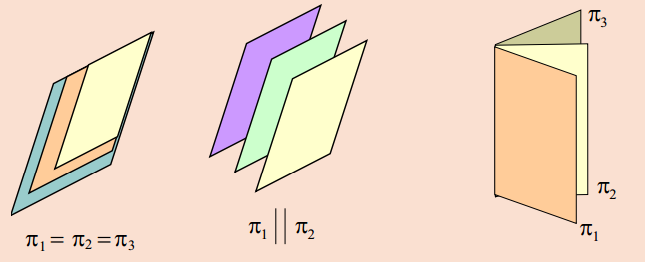 π₁ = π₂ = π₃
π₁ || π₂
π₃
π₂
π₁